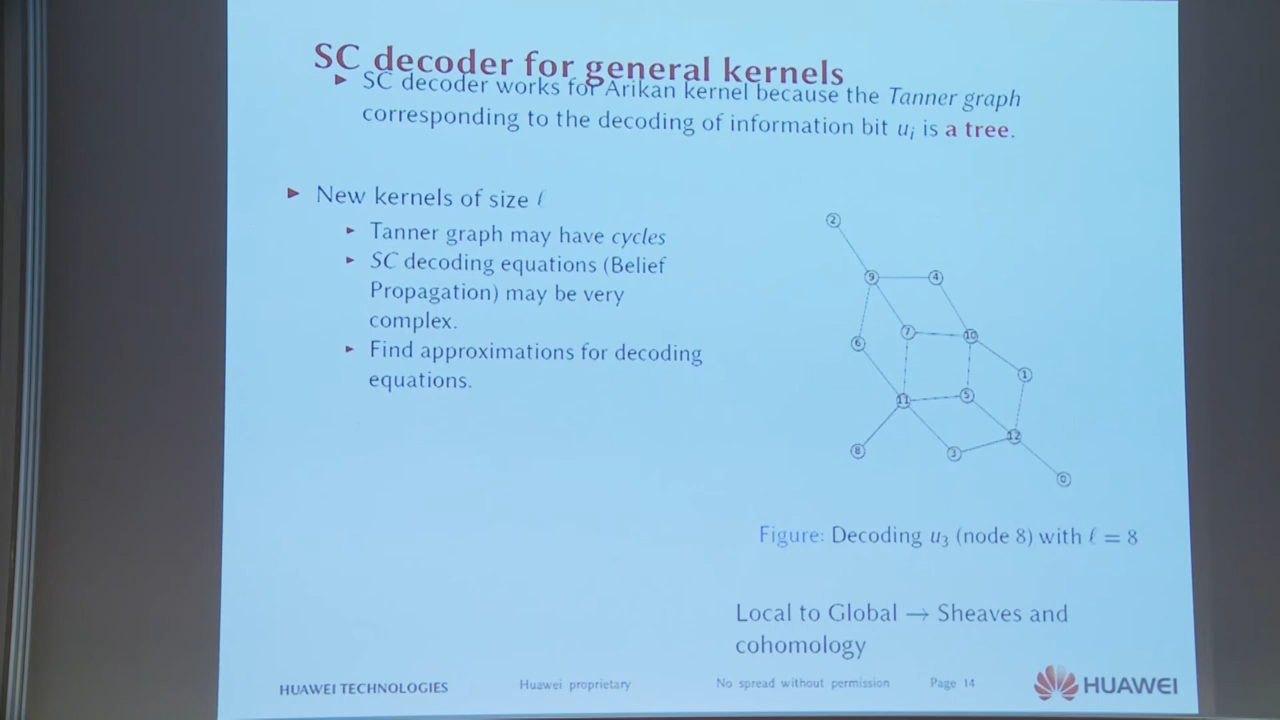 SC decoder for general kernels
► SC decoder works for Arikan kernel because the Tanner graph
corresponding to the decoding of information bit uᵢ is a tree.
► New kernels of size ℓ
► Tanner graph may have cycles
► SC decoding equations (Belief
Propagation) may be very
complex.
► Find approximations for decoding
equations.
2
9
4
7
10
6
1
5
11
12
8
3
0
Figure: Decoding u₃ (node 8) with ℓ = 8
Local to Global → Sheaves and
cohomology
HUAWEI TECHNOLOGIES
Huawei proprietary
No spread without permission
Page 14
HUAWEI